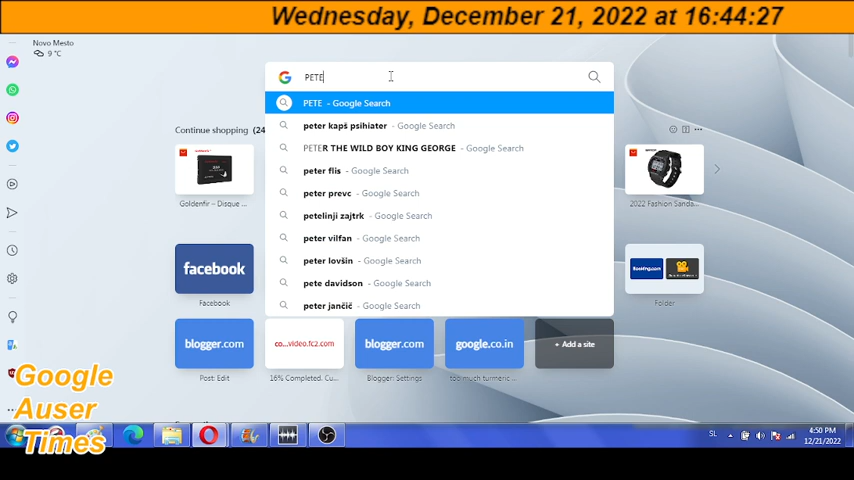 Wednesday, December 21, 2022 at 16:44:27
Novo Mesto
9 °C
PETE
PETE - Google Search
peter kapš psihiater - Google Search
PETER THE WILD BOY KING GEORGE - Google Search
peter flis - Google Search
peter prevc - Google Search
petelinji zajtrk - Google Search
peter vilfan - Google Search
peter lovšin - Google Search
pete davidson - Google Search
peter jančič - Google Search
Continue shopping (24
Goldenfir – Disque ...
2022 Fashion Sanda...
facebook
Facebook
Booking.com
Folder
blogger.com
co...video.fc2.com
blogger.com
google.co.in
+ Add a site
Post: Edit
16% Completed. Cu...
Blogger: Settings
too much turmeric ...
Google
Auser
Times
SL
4:50 PM
12/21/2022